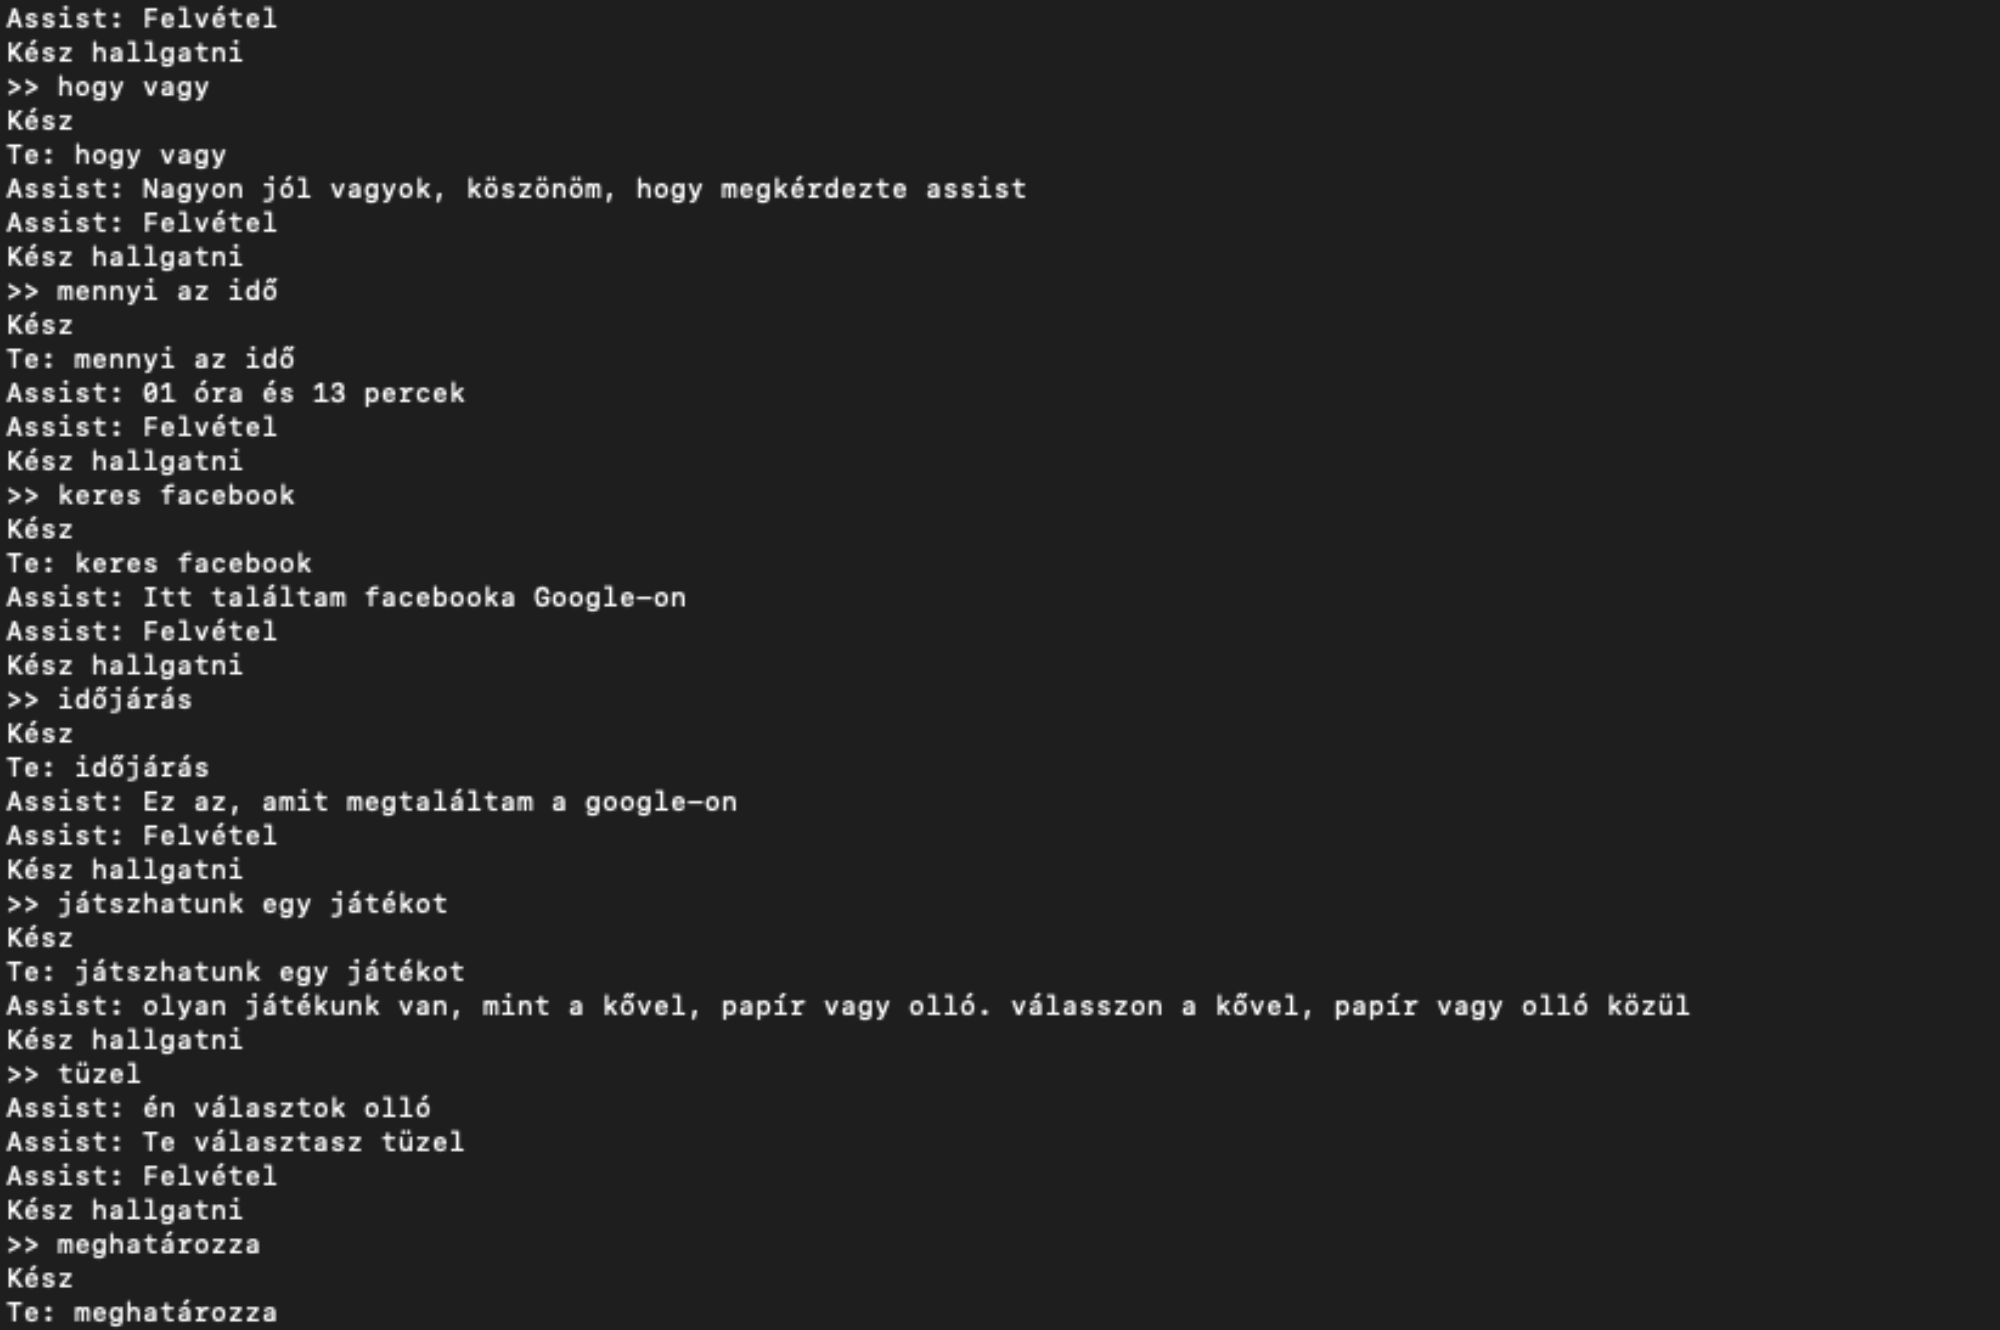 Assist: Felvétel
Kész hallgatni
>> hogy vagy
Kész
Te: hogy vagy
Assist: Nagyon jól vagyok, köszönöm, hogy megkérdezte assist
Assist: Felvétel
Kész hallgatni
>> mennyi az idő
Kész
Te: mennyi az idő
Assist: 01 óra és 13 percek
Assist: Felvétel
Kész hallgatni
>> keres facebook
Kész
Te: keres facebook
Assist: Itt találtam facebooka Google-on
Assist: Felvétel
Kész hallgatni
>> időjárás
Kész
Te: időjárás
Assist: Ez az, amit megtaláltam a google-on
Assist: Felvétel
Kész hallgatni
>> játszhatunk egy játékot
Kész
Te: játszhatunk egy játékot
Assist: olyan játékunk van, mint a kővel, papír vagy olló. válasszon a kővel, papír vagy olló közül
Kész hallgatni
>> tüzel
Assist: én választok olló
Assist: Te választasz tüzel
Assist: Felvétel
Kész hallgatni
>> meghatározza
Kész
Te: meghatározza